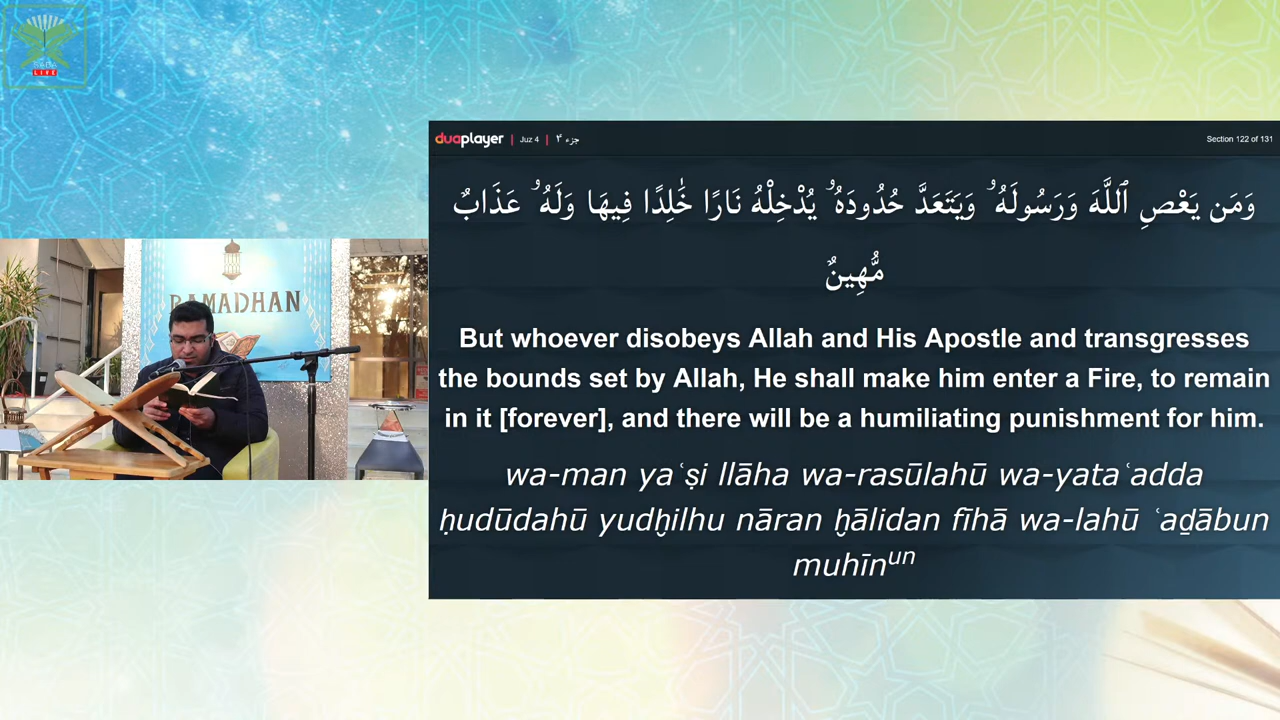 SABA
LIVE
duaplayer | Juz 4 | جزء ۴
Section 122 of 131
وَمَن يَعْصِ ٱللَّهَ وَرَسُولَهُۥ وَيَتَعَدَّ حُدُودَهُۥ يُدْخِلْهُ نَارًا خَٰلِدًا فِيهَا وَلَهُۥ عَذَابٌ
مُّهِينٌ
But whoever disobeys Allah and His Apostle and transgresses
the bounds set by Allah, He shall make him enter a Fire, to remain
in it [forever], and there will be a humiliating punishment for him.
wa-man yaʿṣi llāha wa-rasūlahū wa-yataʿadda
ḥudūdahū yudḫilhu nāran ḫālidan fīhā wa-lahū ʿaḏābun
muhīnun
RAMADHAN